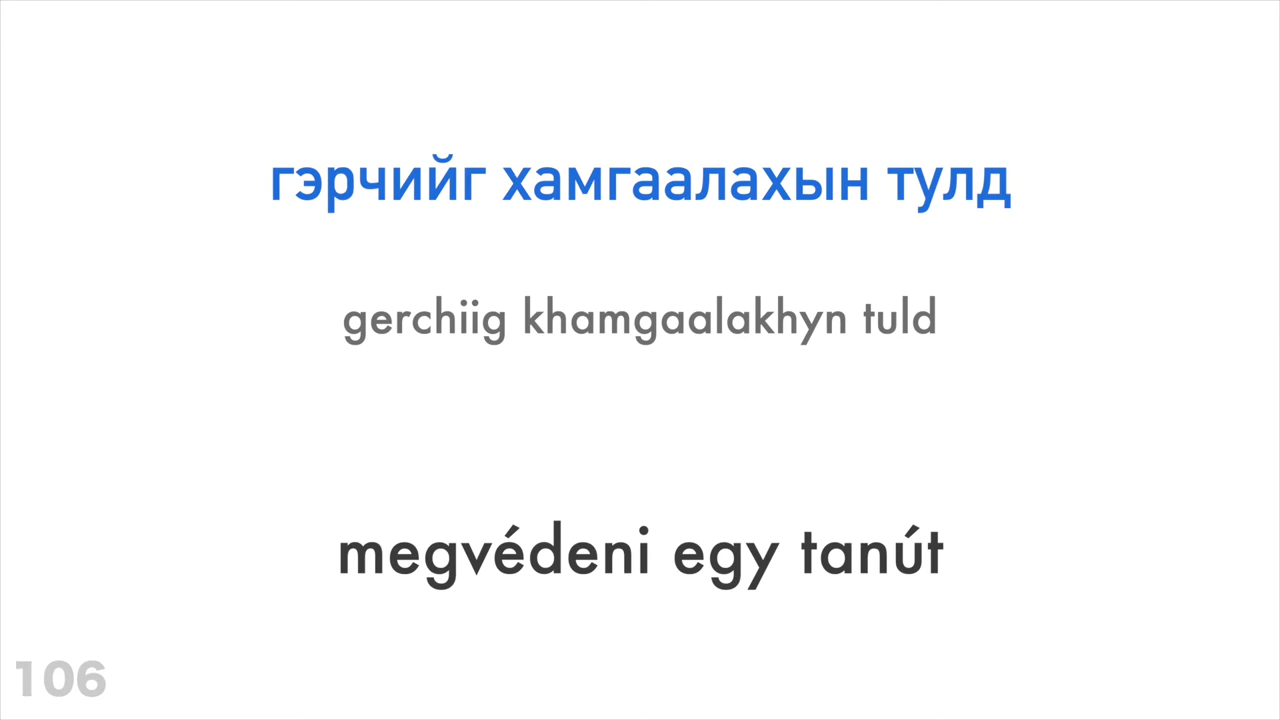 гэрчийг хамгаалахын тулд
gerchiig khamgaalakhyn tuld
megvédeni egy tanút
106